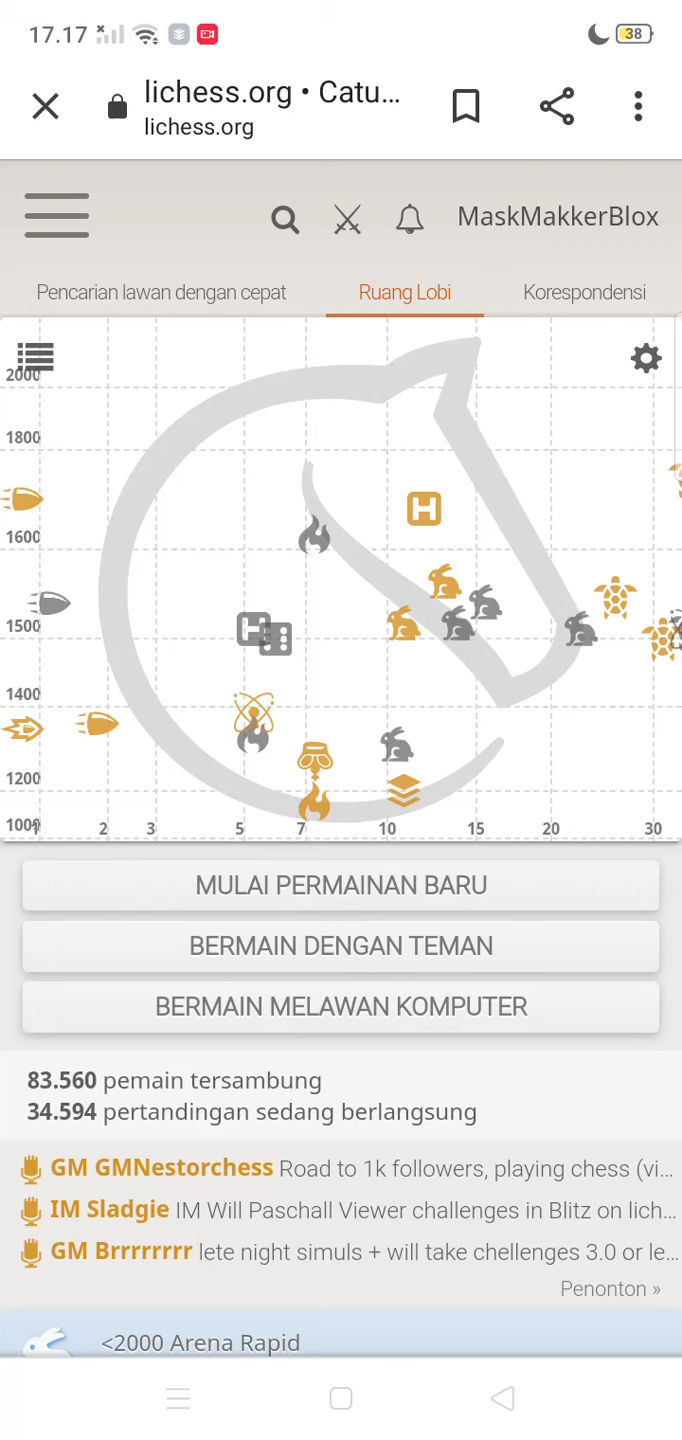 17.17
38
lichess.org • Catu...
lichess.org
MaskMakkerBlox
Pencarian lawan dengan cepat
Ruang Lobi
Korespondensi
2000
1800
1600
1500
1400
1200
1000
1 2 3 5 7 10 15 20 30
MULAI PERMAINAN BARU
BERMAIN DENGAN TEMAN
BERMAIN MELAWAN KOMPUTER
83.560 pemain tersambung
34.594 pertandingan sedang berlangsung
GM GMNestorchess Road to 1k followers, playing chess (vi...
IM Sladgie IM Will Paschall Viewer challenges in Blitz on lich...
GM Brrrrrrrr lete night simuls + will take chellenges 3.0 or le...
Penonton »
<2000 Arena Rapid